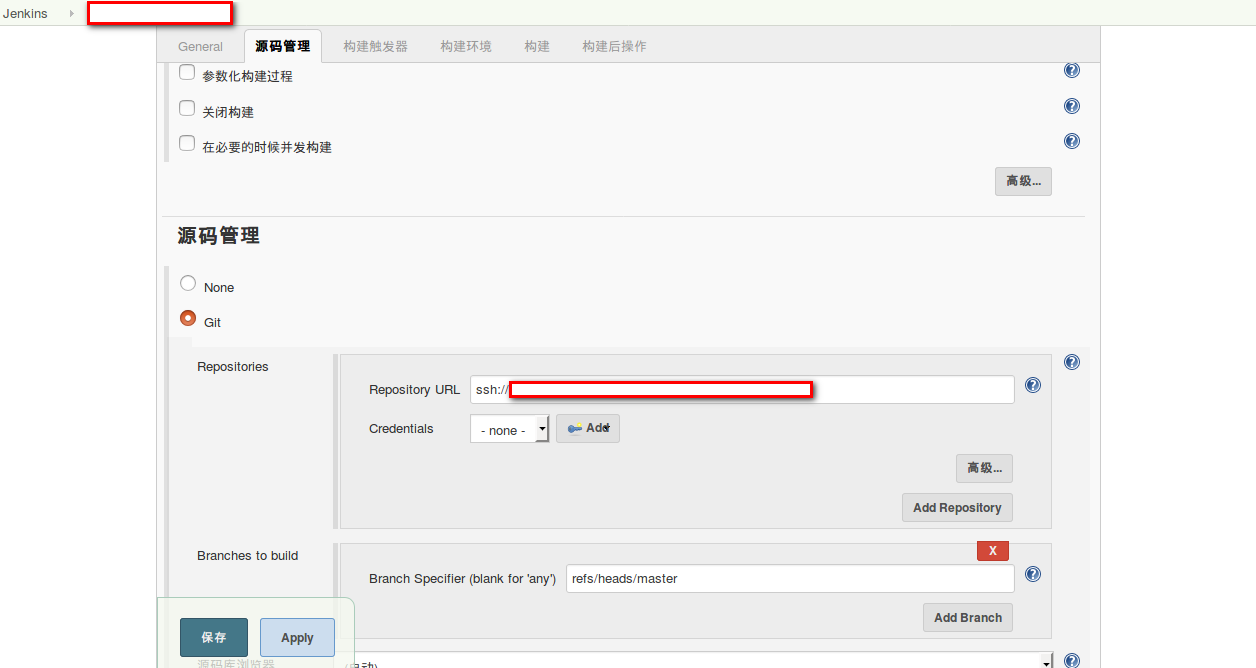 Jenkins
General 源码管理 构建触发器 构建环境 构建 构建后操作
参数化构建过程
关闭构建
在必要的时候并发构建
高级...
源码管理
None
Git
Repositories
Repository URL ssh://
Credentials - none - Add
高级...
Add Repository
Branches to build X
Branch Specifier (blank for 'any') refs/heads/master
保存 Apply Add Branch
源码库浏览器 (自动)